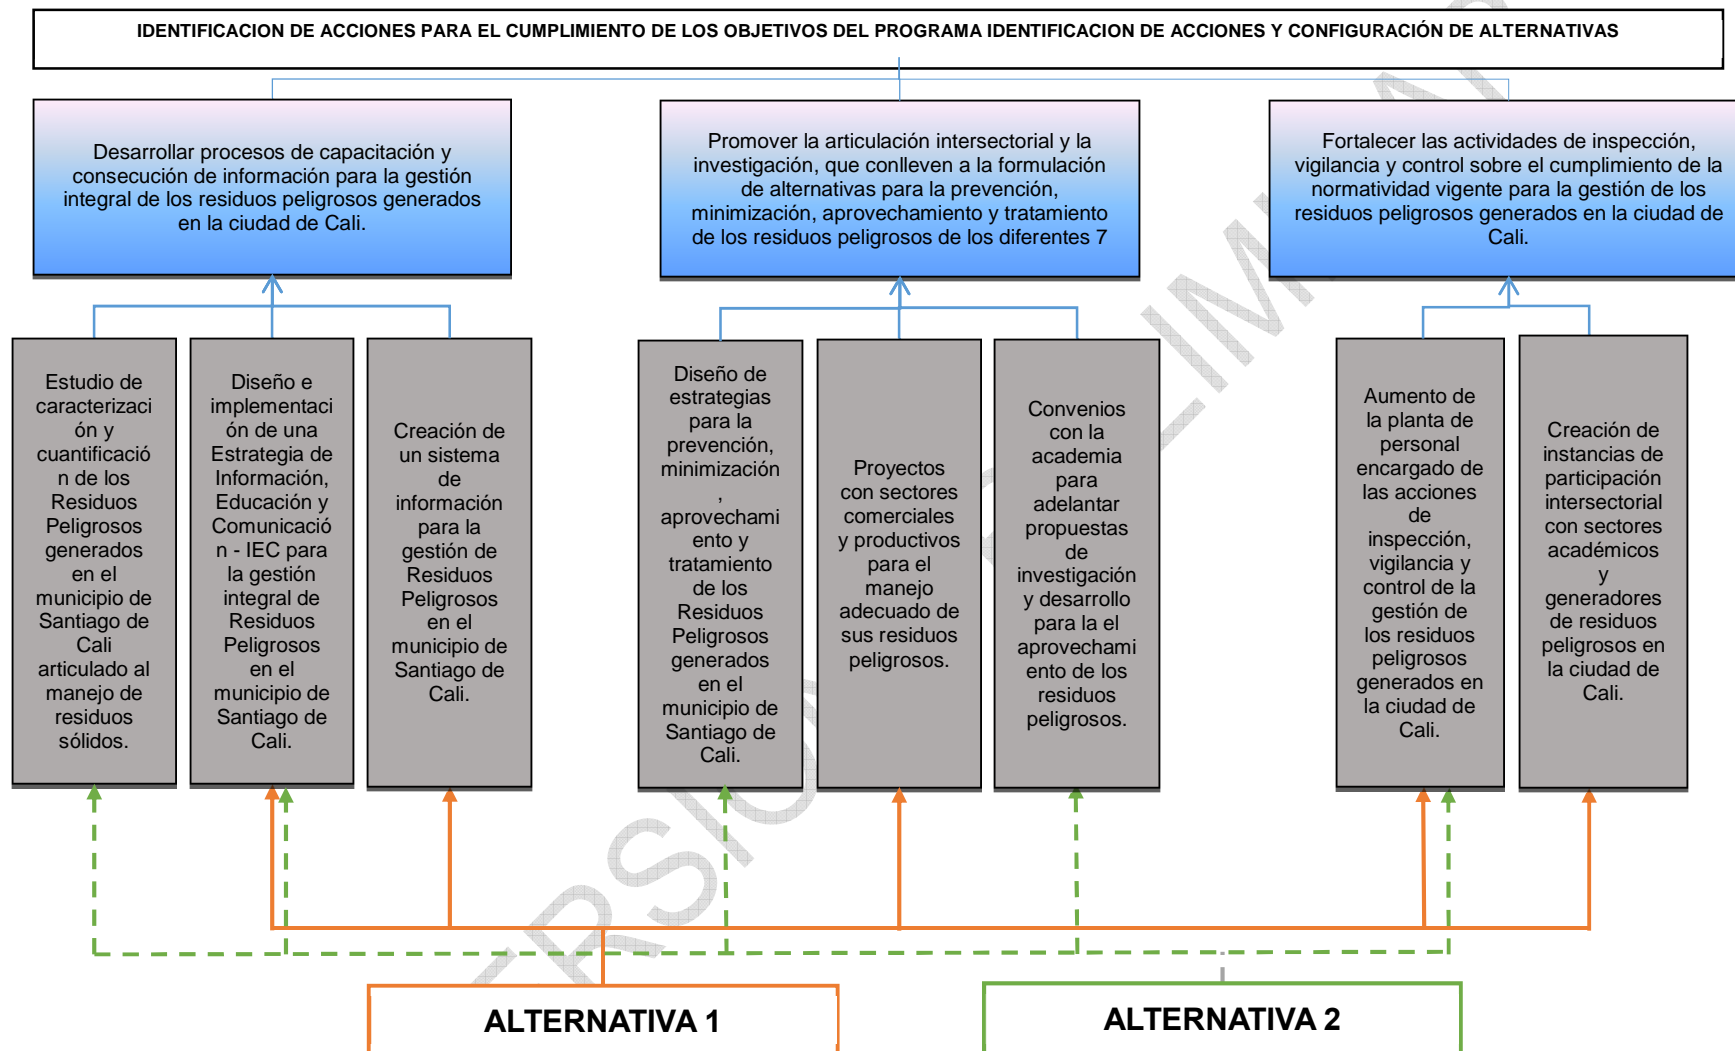 IDENTIFICACION DE ACCIONES PARA EL CUMPLIMIENTO DE LOS OBJETIVOS DEL PROGRAMA IDENTIFICACION DE ACCIONES Y CONFIGURACIÓN DE ALTERNATIVAS
Desarrollar procesos de capacitación y
consecución de información para la gestión
integral de los residuos peligrosos generados
en la ciudad de Cali.
Promover la articulación intersectorial y la
investigación, que conlleven a la formulación
de alternativas para la prevención,
minimización, aprovechamiento y tratamiento
de los residuos peligrosos de los diferentes 7
Fortalecer las actividades de inspección,
vigilancia y control sobre el cumplimiento de la
normatividad vigente para la gestión de los
residuos peligrosos generados en la ciudad de
Cali.
Estudio de
caracterizaci
ón y
cuantificació
n de los
Residuos
Peligrosos
generados
en el
municipio de
Santiago de
Cali
articulado al
manejo de
residuos
sólidos.
Diseño e
implementaci
ón de una
Estrategia de
Información,
Educación y
Comunicació
n - IEC para
la gestión
integral de
Residuos
Peligrosos
en el
municipio de
Santiago de
Cali.
Creación de
un sistema
de
información
para la
gestión de
Residuos
Peligrosos
en el
municipio de
Santiago de
Cali.
Diseño de
estrategias
para la
prevención,
minimización
,
aprovechami
ento y
tratamiento
de los
Residuos
Peligrosos
generados
en el
municipio de
Santiago de
Cali.
Proyectos
con sectores
comerciales
y productivos
para el
manejo
adecuado de
sus residuos
peligrosos.
Convenios
con la
academia
para
adelantar
propuestas
de
investigación
y desarrollo
para la el
aprovechami
ento de los
residuos
peligrosos.
Aumento de
la planta de
personal
encargado de
las acciones
de
inspección,
vigilancia y
control de la
gestión de
los residuos
peligrosos
generados en
la ciudad de
Cali.
Creación de
instancias de
participación
intersectorial
con sectores
académicos
y
generadores
de residuos
peligrosos en
la ciudad de
Cali.
ALTERNATIVA 1
ALTERNATIVA 2